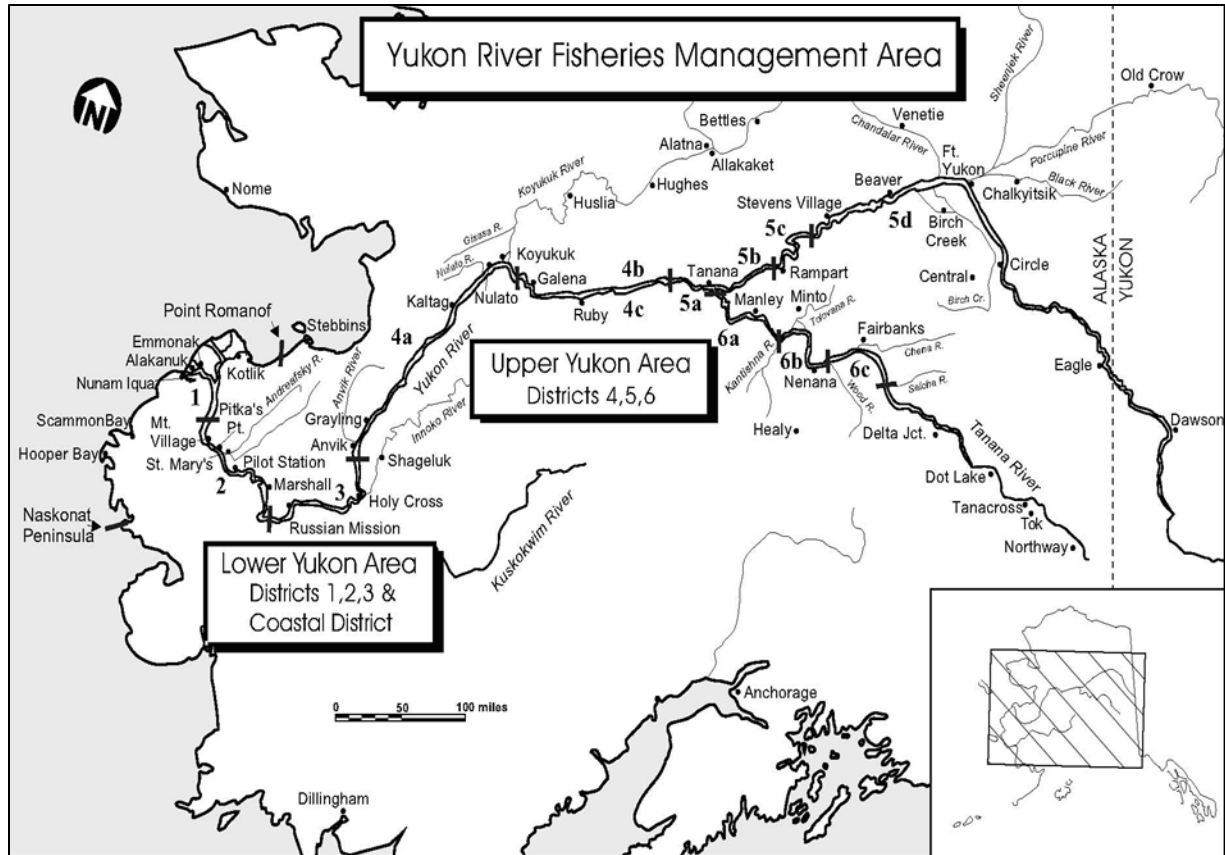 Yukon River Fisheries Management Area
N
Nome
Bettles
Alatna
Allakaket
Hughes
Koyukuk River
Huslia
Venetie
Chandalar River
Sheenjek River
Old Crow
Porcupine River
Ft.
Yukon
Chalkyitsik
Black River
Beaver
Stevens Village
5d
Birch
Creek
5c
5b
Rampart
Central
Circle
Birch Cr.
ALASKA
YUKON
Gisasa R.
Nulato R.
Koyukuk
Nulato
Galena
4b
Tanana
Ruby
4c
5a
Manley
Minto
Tolovana R.
Kaltag
4a
Yukon River
6a
Kantishna R.
6b
Nenana
Wood R.
6c
Fairbanks
Chena R.
Salcha R.
Eagle
Dawson
Healy
Delta Jct.
Dot Lake
Tanana River
Tanacross
Tok
Northway
Point Romanof
Stebbins
Emmonak
Alakanuk
Kotlik
Nunam Iqua
1
Andreafsky R.
Anvik River
Scammon Bay
Mt.
Village
Pitka's
Pt.
Grayling
Innoko River
Hooper Bay
St. Mary's
Anvik
Shageluk
Pilot Station
2
Marshall
3
Holy Cross
Naskonat
Peninsula
Russian Mission
Kuskokwim River
Upper Yukon Area
Districts 4,5,6
Lower Yukon Area
Districts 1,2,3 &
Coastal District
0 50 100 miles
Anchorage
Dillingham